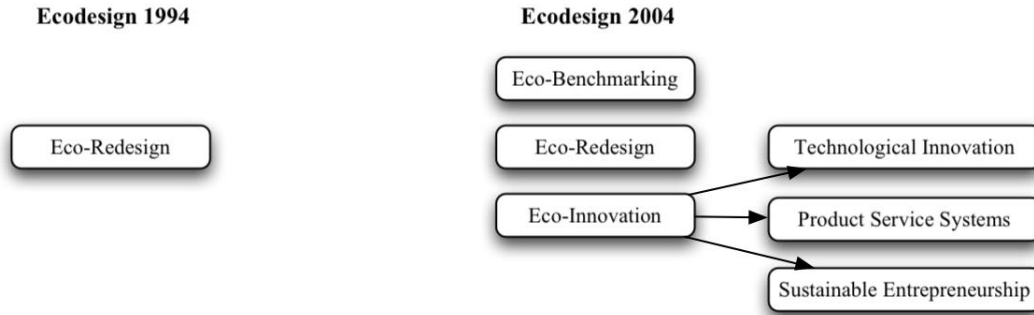 Ecodesign 1994
Ecodesign 2004
Eco-Benchmarking
Eco-Redesign
Eco-Redesign
Technological Innovation
Eco-Innovation
Product Service Systems
Sustainable Entrepreneurship